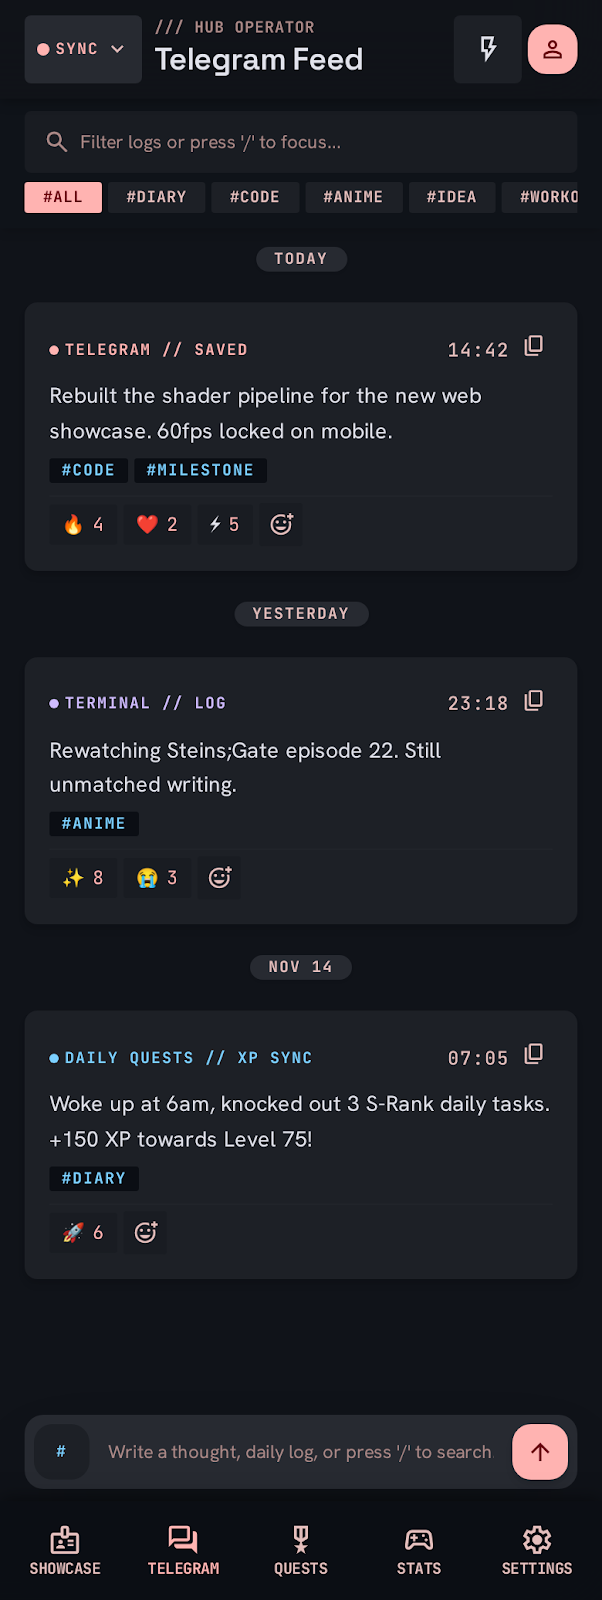 SYNC
/// HUB OPERATOR
Telegram Feed
Filter logs or press '/' to focus...
#ALL #DIARY #CODE #ANIME #IDEA #WORKO
TODAY
TELEGRAM // SAVED 14:42
Rebuilt the shader pipeline for the new web
showcase. 60fps locked on mobile.
#CODE #MILESTONE
🔥 4 ❤️ 2 ⚡ 5
YESTERDAY
TERMINAL // LOG 23:18
Rewatching Steins;Gate episode 22. Still
unmatched writing.
#ANIME
✨ 8 😭 3
NOV 14
DAILY QUESTS // XP SYNC 07:05
Woke up at 6am, knocked out 3 S-Rank daily tasks.
+150 XP towards Level 75!
#DIARY
🚀 6
# Write a thought, daily log, or press '/' to search
SHOWCASE TELEGRAM QUESTS STATS SETTINGS